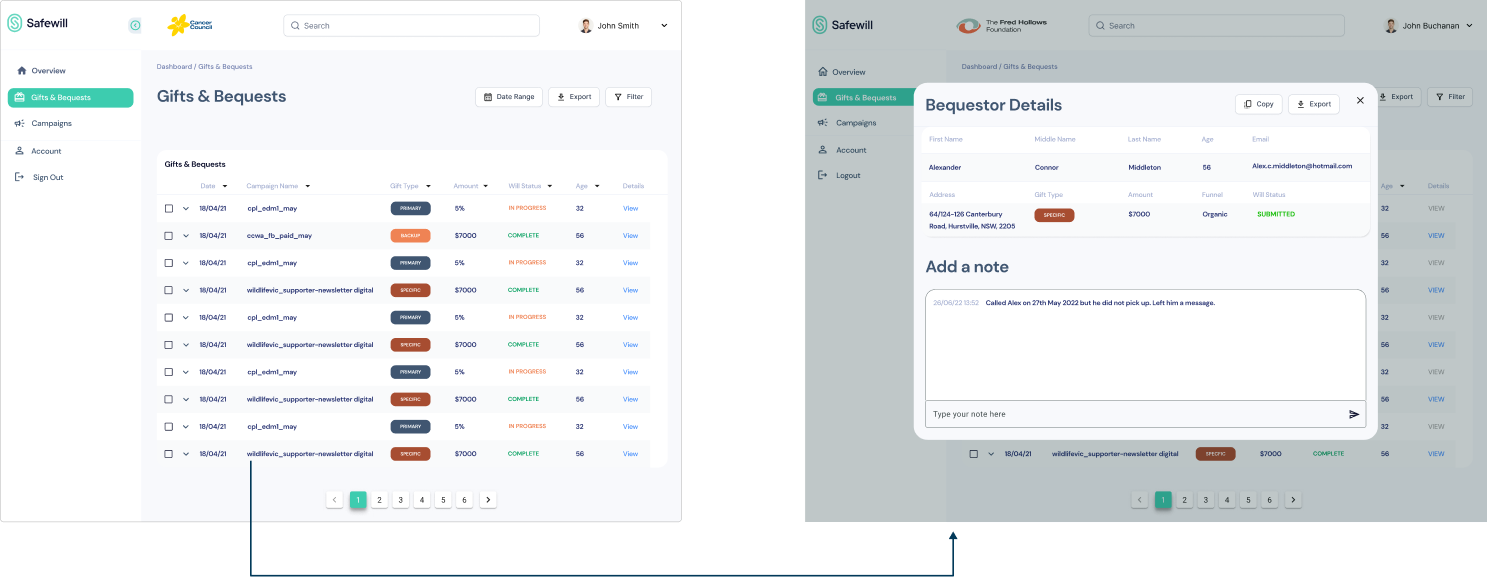 Safewill
Cancer
Council
Search
John Smith
Overview
Gifts & Bequests
Campaigns
Account
Sign Out
Dashboard / Gifts & Bequests
Gifts & Bequests
Date Range
Export
Filter
Gifts & Bequests
Date Campaign Name Gift Type Amount Will Status Age Details
18/04/21 cpl_edm1_may PRIMARY 5% IN PROGRESS 32 View
18/04/21 ccwa_fb_paid_may BACKUP $7000 COMPLETE 56 View
18/04/21 cpl_edm1_may PRIMARY 5% IN PROGRESS 32 View
18/04/21 wildlifevic_supporter-newsletter digital SPECIFIC $7000 COMPLETE 56 View
18/04/21 cpl_edm1_may PRIMARY 5% IN PROGRESS 32 View
18/04/21 wildlifevic_supporter-newsletter digital SPECIFIC $7000 COMPLETE 56 View
18/04/21 cpl_edm1_may PRIMARY 5% IN PROGRESS 32 View
18/04/21 wildlifevic_supporter-newsletter digital SPECIFIC $7000 COMPLETE 56 View
18/04/21 cpl_edm1_may PRIMARY 5% IN PROGRESS 32 View
18/04/21 wildlifevic_supporter-newsletter digital SPECIFIC $7000 COMPLETE 56 View
1 2 3 4 5 6
Safewill
The Fred Hollows
Foundation
Search
John Buchanan
Overview
Gifts & Bequests
Campaigns
Account
Logout
Dashboard / Gifts & Bequests
Export
Filter
Bequestor Details
Copy
Export
First Name Middle Name Last Name Age Email
Alexander Connor Middleton 56 Alex.c.middleton@hotmail.com
Address Gift Type Amount Funnal Will Status
64/124-126 Canterbury SPECIFIC $7000 Organic SUBMITTED
Road, Hurstville, NSW, 2205
Add a note
26/06/22 13:52 Called Alex on 27th May 2022 but he did not pick up. Left him a message.
Type your note here
Age Details
32 VIEW
56 VIEW
32 VIEW
56 VIEW
32 VIEW
56 VIEW
32 VIEW
56 VIEW
32 VIEW
18/04/21 wildlifevic_supporter-newsletter digital SPECIFIC $7000 COMPLETE 56 VIEW
1 2 3 4 5 6